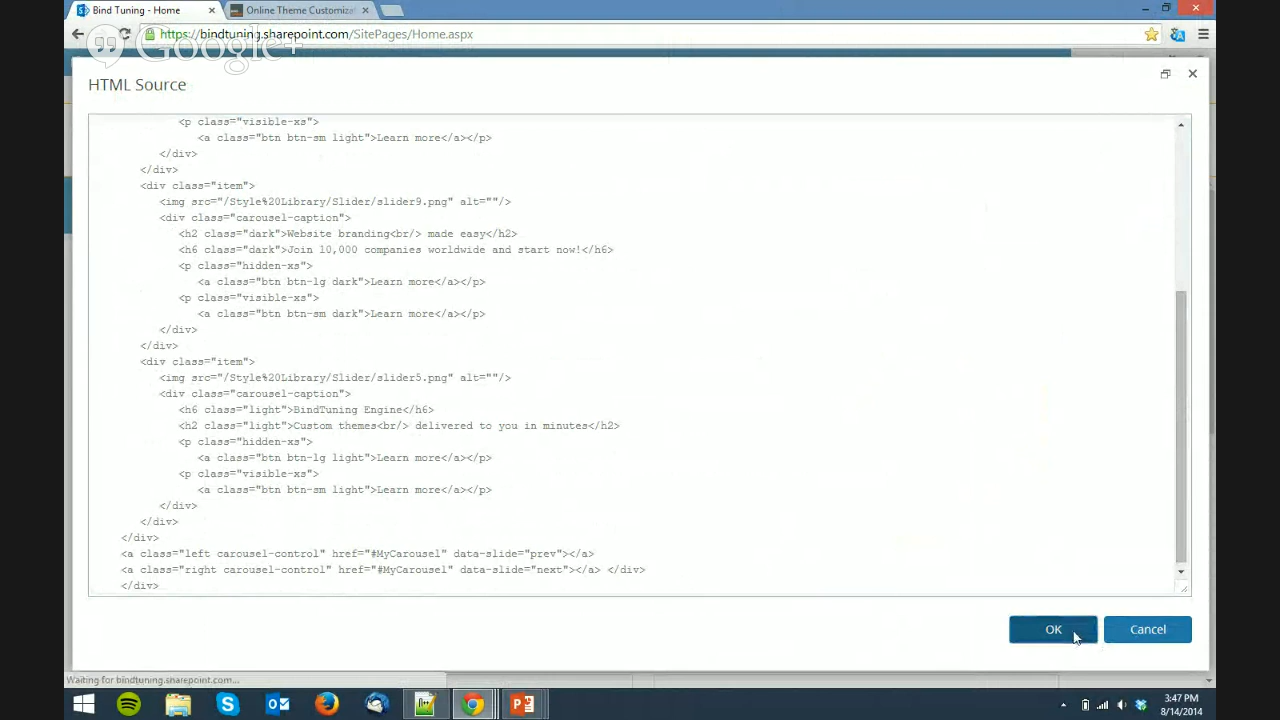 Bind Tuning - Home
Online Theme Customizat
https://bindtuning.sharepoint.com/SitePages/Home.aspx
Google+
HTML Source
<p class="visible-xs">
<a class="btn btn-sm light">Learn more</a></p>
</div>
</div>
<div class="item">
<img src="/Style%20Library/Slider/slider9.png" alt=""/>
<div class="carousel-caption">
<h2 class="dark">Website branding<br/> made easy</h2>
<h6 class="dark">Join 10,000 companies worldwide and start now!</h6>
<p class="hidden-xs">
<a class="btn btn-lg dark">Learn more</a></p>
<p class="visible-xs">
<a class="btn btn-sm dark">Learn more</a></p>
</div>
</div>
<div class="item">
<img src="/Style%20Library/Slider/slider5.png" alt=""/>
<div class="carousel-caption">
<h6 class="light">BindTuning Engine</h6>
<h2 class="light">Custom themes<br/> delivered to you in minutes</h2>
<p class="hidden-xs">
<a class="btn btn-lg light">Learn more</a></p>
<p class="visible-xs">
<a class="btn btn-sm light">Learn more</a></p>
</div>
</div>
</div>
<a class="left carousel-control" href="#MyCarousel" data-slide="prev"></a>
<a class="right carousel-control" href="#MyCarousel" data-slide="next"></a> </div>
</div>
OK
Cancel
Waiting for bindtuning.sharepoint.com...
3:47 PM
8/14/2014